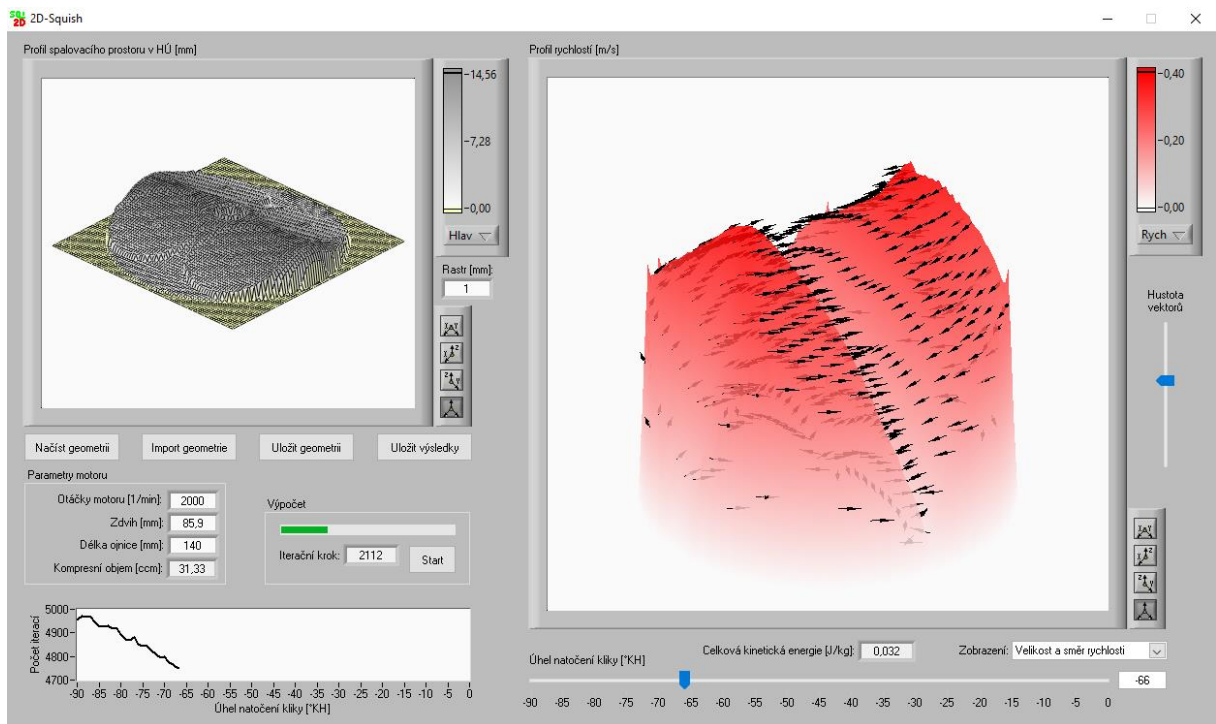 SQU 2D 2D-Squish
Profil spalovacího prostoru v HÚ [mm]
14,56
7,28
0,00
Hlav
Rastr [mm]:
1
Načíst geometrii
Import geometrie
Uložit geometrii
Uložit výsledky
Parametry motoru
Otáčky motoru [1/min]: 2000
Zdvih [mm]: 85,9
Délka ojnice [mm]: 140
Kompresní objem [ccm]: 31,33
Výpočet
Iterační krok: 2112 Start
Počet iterací
5000
4900
4800
4700
-90 -85 -80 -75 -70 -65 -60 -55 -50 -45 -40 -35 -30 -25 -20 -15 -10 -5 0
Úhel natočení kliky [°KH]
Profil rychlostí [m/s]
0,40
0,20
0,00
Rych
Hustota
vektorů
Úhel natočení kliky [°KH]
Celková kinetická energie [J/kg]: 0,032
Zobrazení: Velikost a směr rychlosti
-66
-90 -85 -80 -75 -70 -65 -60 -55 -50 -45 -40 -35 -30 -25 -20 -15 -10 -5 0